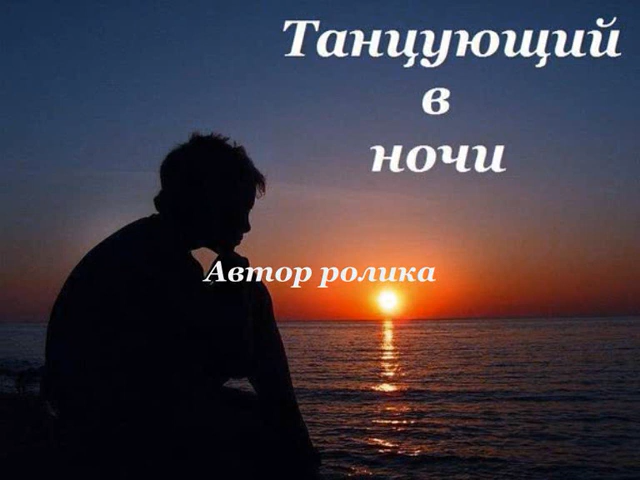 Танцующий
в
ночи
Автор ролика